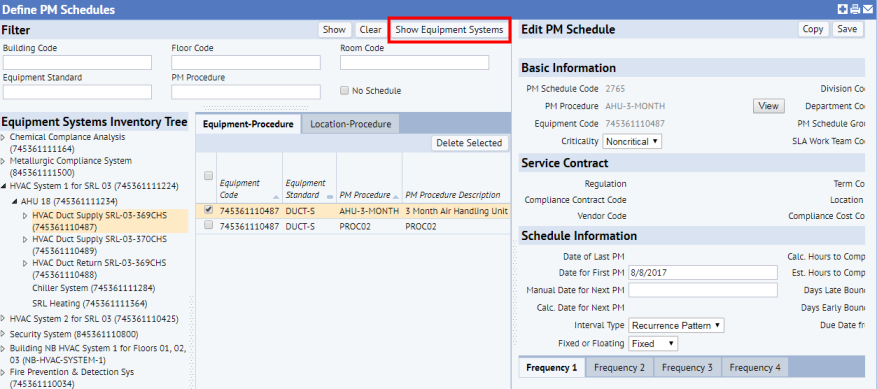 Define PM Schedules
Filter
Show Clear Show Equipment Systems
Building Code Floor Code Room Code
Equipment Standard PM Procedure
No Schedule
Equipment Systems Inventory Tree
Chemical Complance Analysis
(745361111164)
Metallurgic Compliance System
(845361111500)
HVAC System 1 for SRL 03 (745361111224)
AHU 18 (745361111234)
HVAC Duct Supply SRL-03-369CHS
(745361110487)
HVAC Duct Supply SRL-03-370CHS
(745361110489)
HVAC Duct Return SRL-03-369CHS
(745361110488)
Chiller System (745361111284)
SRL Heating (745361111364)
HVAC System 2 for SRL 03 (745361110425)
Security System (845361110800)
Building NB HVAC System 1 for Floors 01, 02,
03 (NB-HVAC-SYSTEM-1)
Fire Prevention & Detection Sys
(745361110034)
Equipment-Procedure Location-Procedure
Delete Selected
Equipment Code Equipment Standard PM Procedure PM Procedure Description
745361110487 DUCT-S AHU-3-MONTH 3 Month Air Handling Unit
745361110487 DUCT-S PROC02 PROC02
Edit PM Schedule
Copy Save
Basic Information
PM Schedule Code 2765 Division Co
PM Procedure AHU-3-MONTH View Department Co
Equipment Code 745361110487 PM Schedule Gro
Criticality Noncritical SLA Work Team Co
Service Contract
Regulation Term Co
Compliance Contract Code Location
Vendor Code Compliance Cost Co
Schedule Information
Date of Last PM Calc. Hours to Comp
Date for First PM 8/8/2017 Est. Hours to Comp
Manual Date for Next PM Days Late Boun
Calc. Date for Next PM Days Early Boun
Interval Type Recurrence Pattern Due Date fr
Fixed or Floating Fixed
Frequency 1 Frequency 2 Frequency 3 Frequency 4